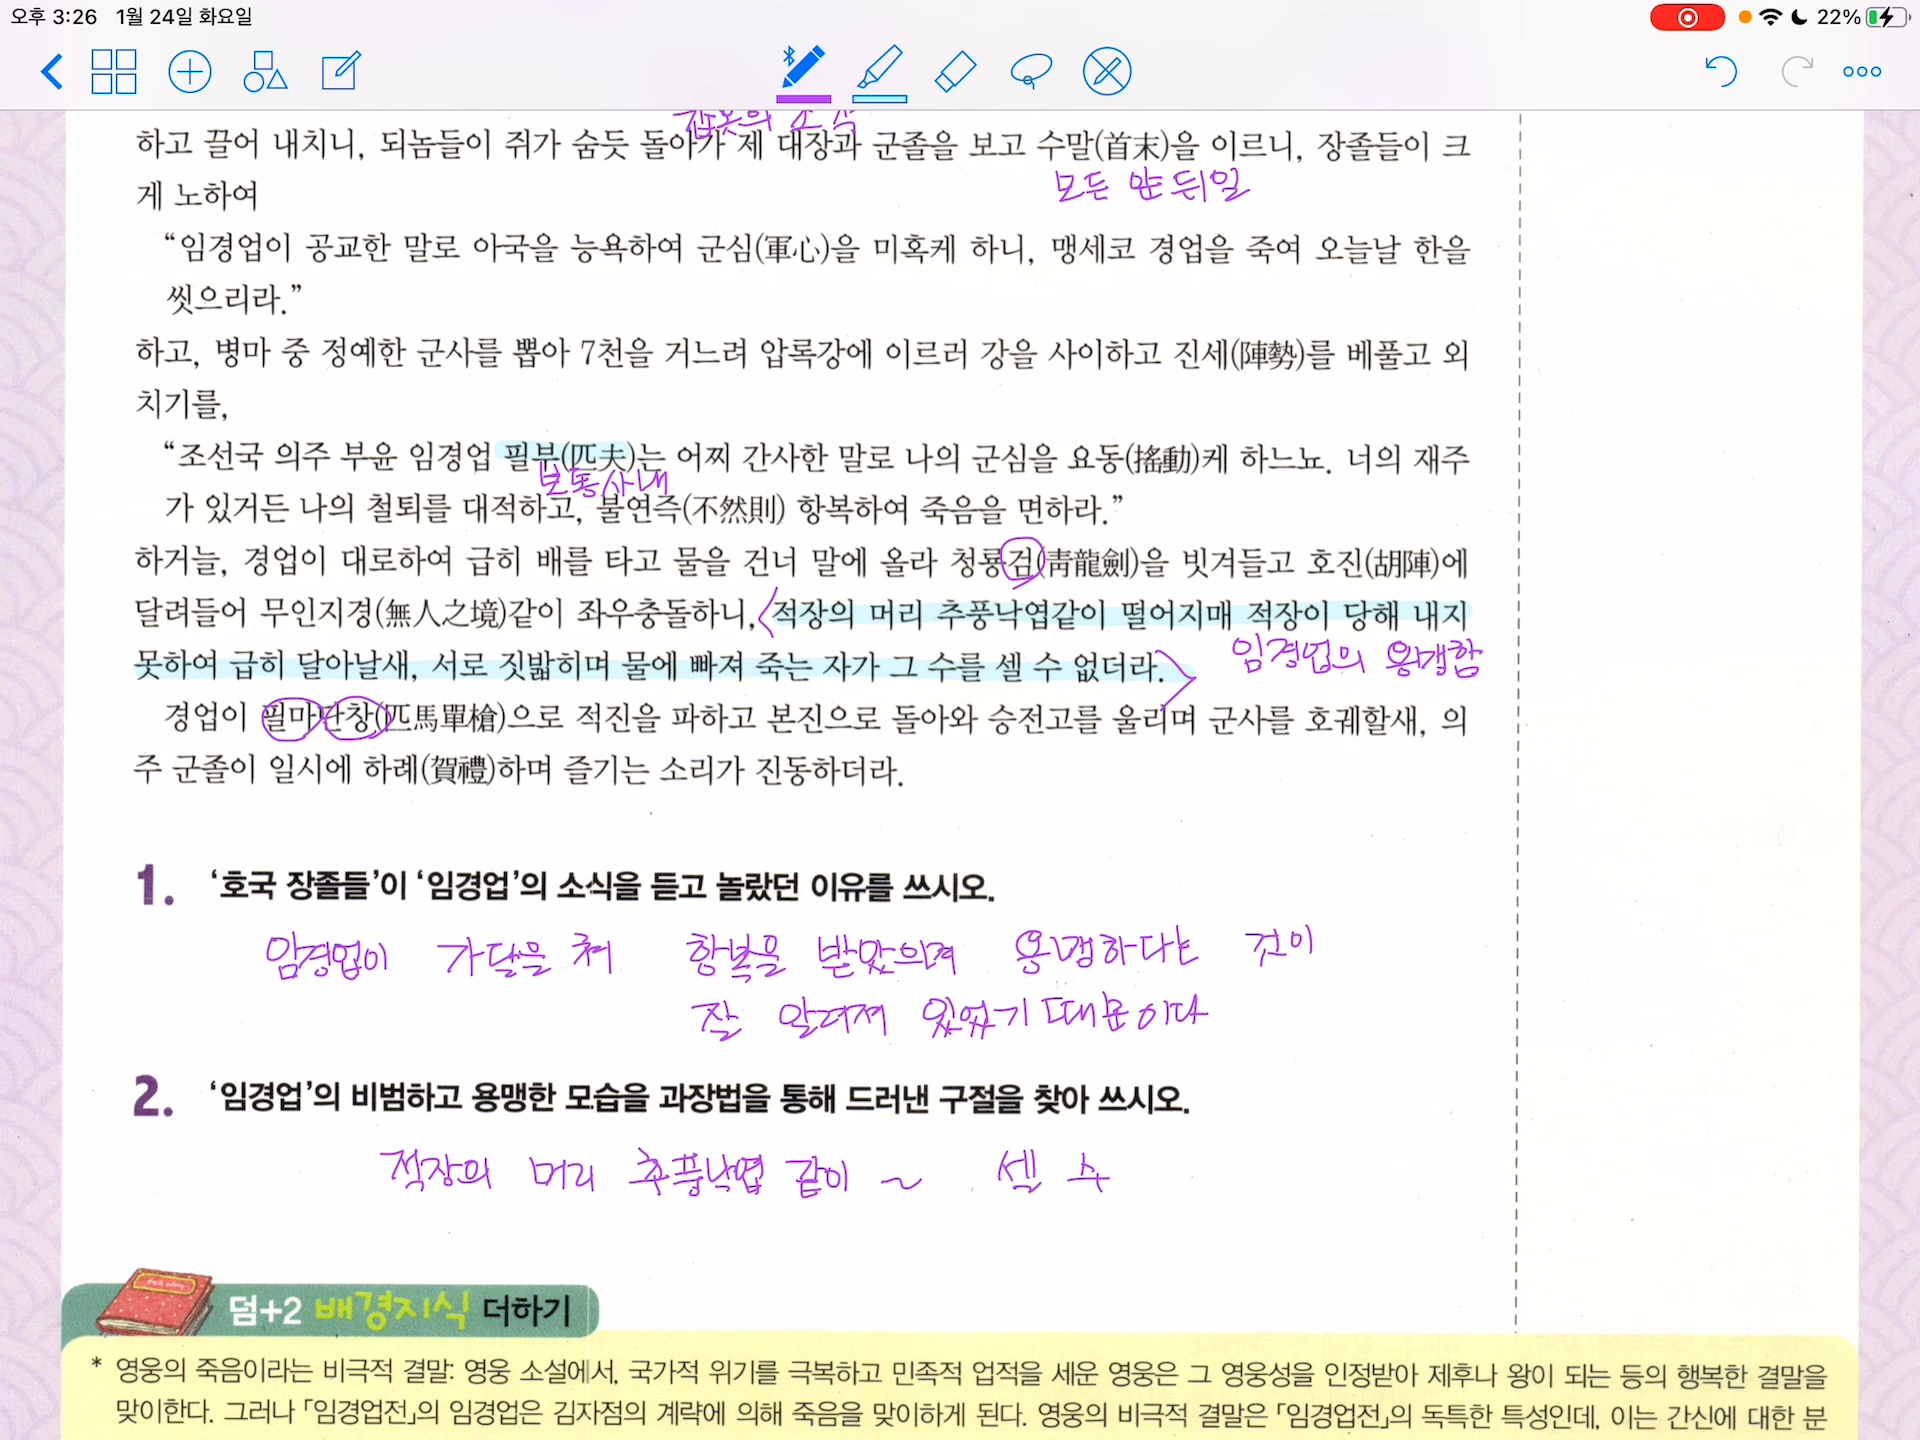 오후 3:26 1월 24일 화요일
22%
갑옷의 소식
하고 끌어 내치니, 되놈들이 쥐가 숨듯 돌아가 제 대장과 군졸을 보고 수말(首末)을 이르니, 장졸들이 크
모든 앞 뒤일
게 노하여
“임경업이 공교한 말로 아국을 능욕하여 군심(軍心)을 미혹케 하니, 맹세코 경업을 죽여 오늘날 한을
씻으리라.”
하고, 병마 중 정예한 군사를 뽑아 7천을 거느려 압록강에 이르러 강을 사이하고 진세(陣勢)를 베풀고 외
치기를,
“조선국 의주 부윤 임경업 필부(匹夫)는 어찌 간사한 말로 나의 군심을 요동(搖動)케 하느뇨. 너의 재주
보통 사내
가 있거든 나의 철퇴를 대적하고, 불연즉(不然則) 항복하여 죽음을 면하라.”
하거늘, 경업이 대로하여 급히 배를 타고 물을 건너 말에 올라 청룡검(靑龍劍)을 빗겨들고 호진(胡陣)에
달려들어 무인지경(無人之境)같이 좌우충돌하니, 적장의 머리 추풍낙엽같이 떨어지매 적장이 당해 내지
못하여 급히 달아날새, 서로 짓밟히며 물에 빠져 죽는 자가 그 수를 셀 수 없더라.
임경업의 용맹함
경업이 필마단창(匹馬單槍)으로 적진을 파하고 본진으로 돌아와 승전고를 울리며 군사를 호궤할새, 의
주 군졸이 일시에 하례(賀禮)하며 즐기는 소리가 진동하더라.
1. ‘호국 장졸들’이 ‘임경업’의 소식을 듣고 놀랐던 이유를 쓰시오.
임경업이 가달을 쳐 항복을 받았으며 용맹하다는 것이
잘 알려져 있었기 때문이다
2. ‘임경업’의 비범하고 용맹한 모습을 과장법을 통해 드러낸 구절을 찾아 쓰시오.
적장의 머리 추풍낙엽 같이 ~ 셀 수
덤+2 배경지식 더하기
* 영웅의 죽음이라는 비극적 결말: 영웅 소설에서, 국가적 위기를 극복하고 민족적 업적을 세운 영웅은 그 영웅성을 인정받아 제후나 왕이 되는 등의 행복한 결말을
맞이한다. 그러나 「임경업전」의 임경업은 김자점의 계략에 의해 죽음을 맞이하게 된다. 영웅의 비극적 결말은 「임경업전」의 독특한 특성인데, 이는 간신에 대한 분